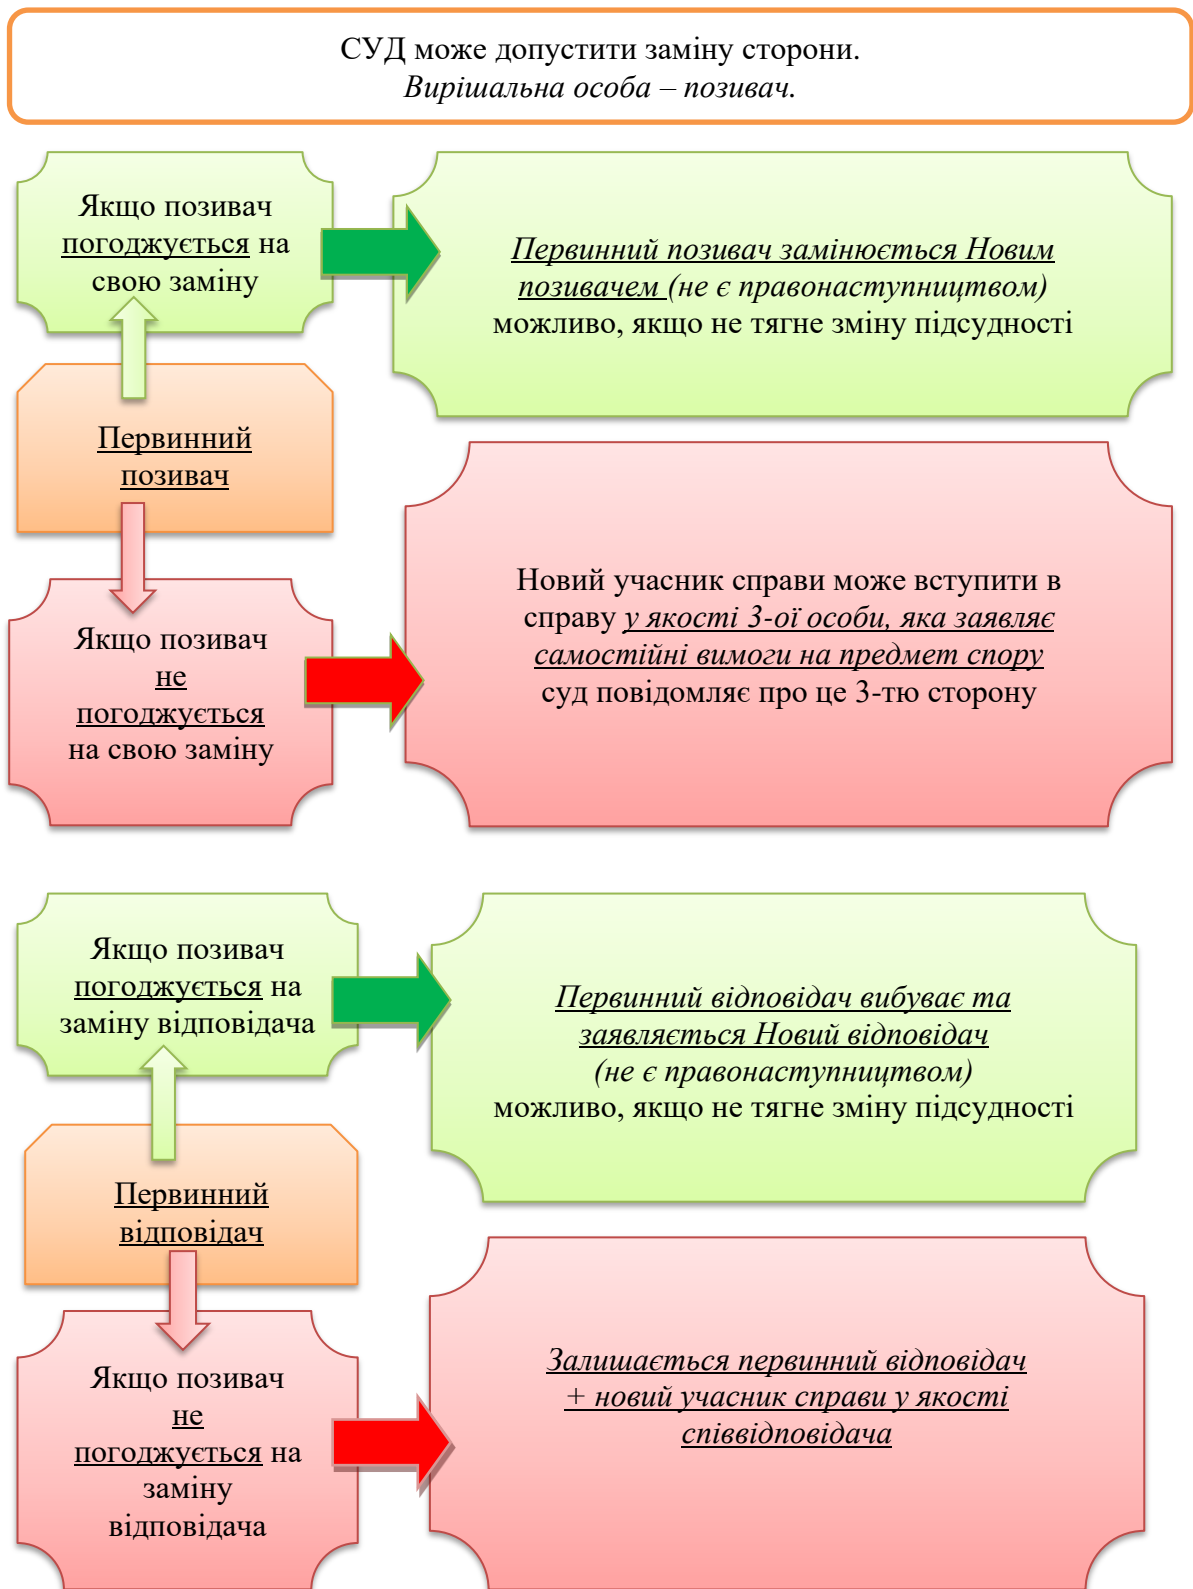 СУД може допустити заміну сторони.
Вирішальна особа – позивач.
Якщо позивач
погоджується на
свою заміну
Первинний позивач замінюється Новим
позивачем (не є правонаступництвом)
можливо, якщо не тягне зміну підсудності
Первинний
позивач
Якщо позивач
не
погоджується
на свою заміну
Новий учасник справи може вступити в
справу у якості 3-ої особи, яка заявляє
самостійні вимоги на предмет спору
суд повідомляє про це 3-тю сторону
Якщо позивач
погоджується на
заміну відповідача
Первинний відповідач вибуває та
заявляється Новий відповідач
(не є правонаступництвом)
можливо, якщо не тягне зміну підсудності
Первинний
відповідач
Якщо позивач
не
погоджується на
заміну
відповідача
Залишається первинний відповідач
+ новий учасник справи у якості
співвідповідача